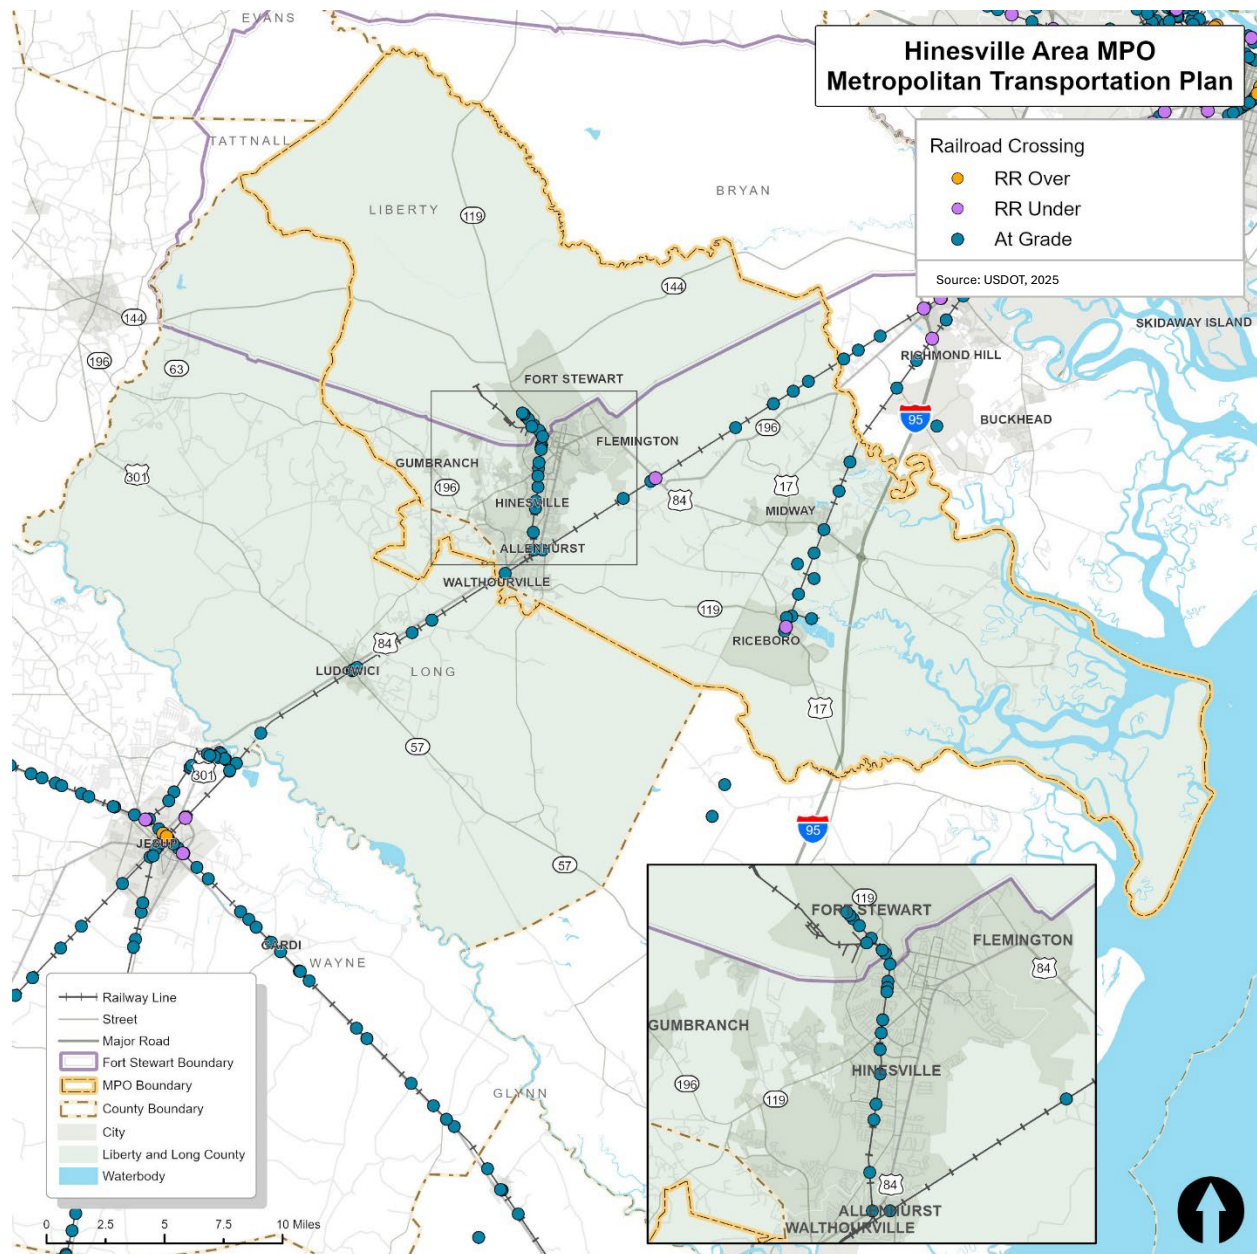 EVANS
Hinesville Area MPO
Metropolitan Transportation Plan
TATTNALL
Railroad Crossing
RR Over
RR Under
At Grade
Source: USDOT, 2025
BRYAN
LIBERTY
119
144
144
SKIDAWAY ISLAND
RICHMOND HILL
196
63
FORT STEWART
95
BUCKHEAD
196
FLEMINGTON
GUMBRANCH
301
196
17
84
HINESVILLE
MIDWAY
ALLENHURST
WALTHOURVILLE
119
84
RICEBORO
LUDOWICI
LONG
17
57
301
95
JESUP
57
119
FORT STEWART
FLEMINGTON
84
CARDI
WAYNE
GUMBRANCH
HINESVILLE
196
119
GLYNN
84
ALLENHURST
WALTHOURVILLE
Railway Line
Street
Major Road
Fort Stewart Boundary
MPO Boundary
County Boundary
City
Liberty and Long County
Waterbody
0 2.5 5 7.5 10 Miles